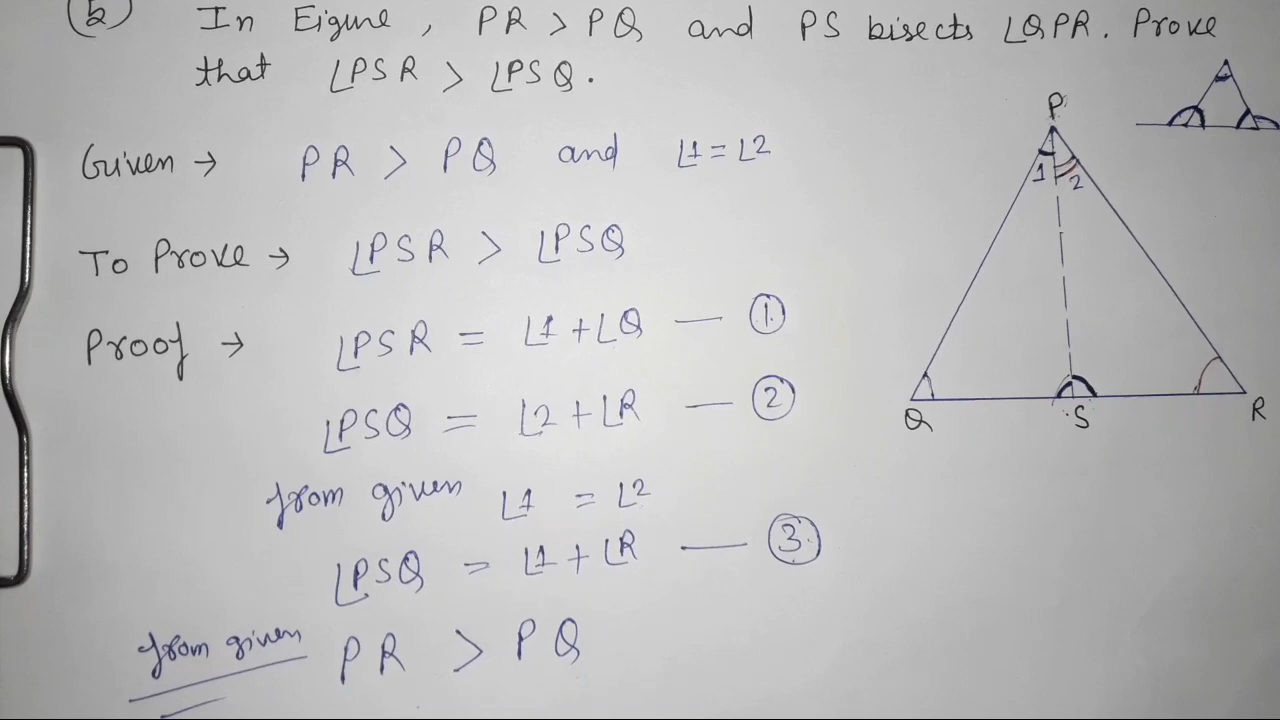 (5) In Eigure, PR > PQ and PS bisects ∠QPR. Prove
that ∠PSR > ∠PSQ.
Given → PR > PQ and ∠1 = ∠2
To Prove → ∠PSR > ∠PSQ
Proof → ∠PSR = ∠1 + ∠Q — ①
∠PSQ = ∠2 + ∠R — ②
from given ∠1 = ∠2
∠PSQ = ∠1 + ∠R — ③
from given PR > PQ
P
1 2
Q S R